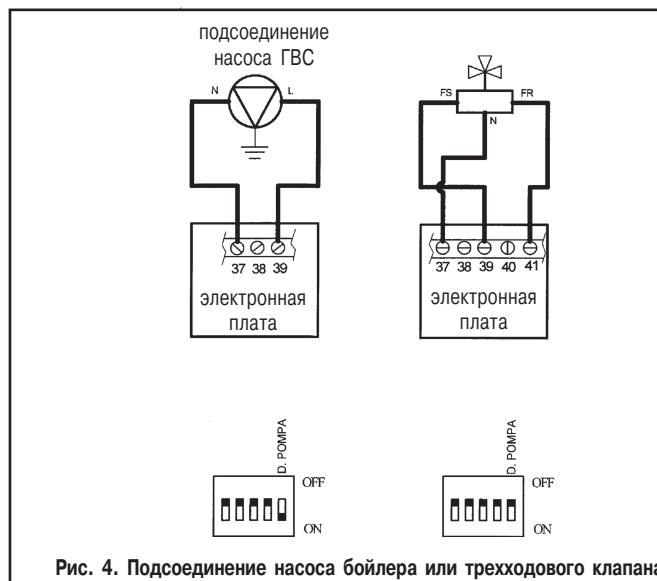 подсоединение
насоса ГВС
N L
37 38 39
электронная
плата
FS FR
N
37 38 39 40 41
электронная
плата
D. POMPA
OFF
ON
D. POMPA
OFF
ON
Рис. 4. Подсоединение насоса бойлера или трехходового клапана